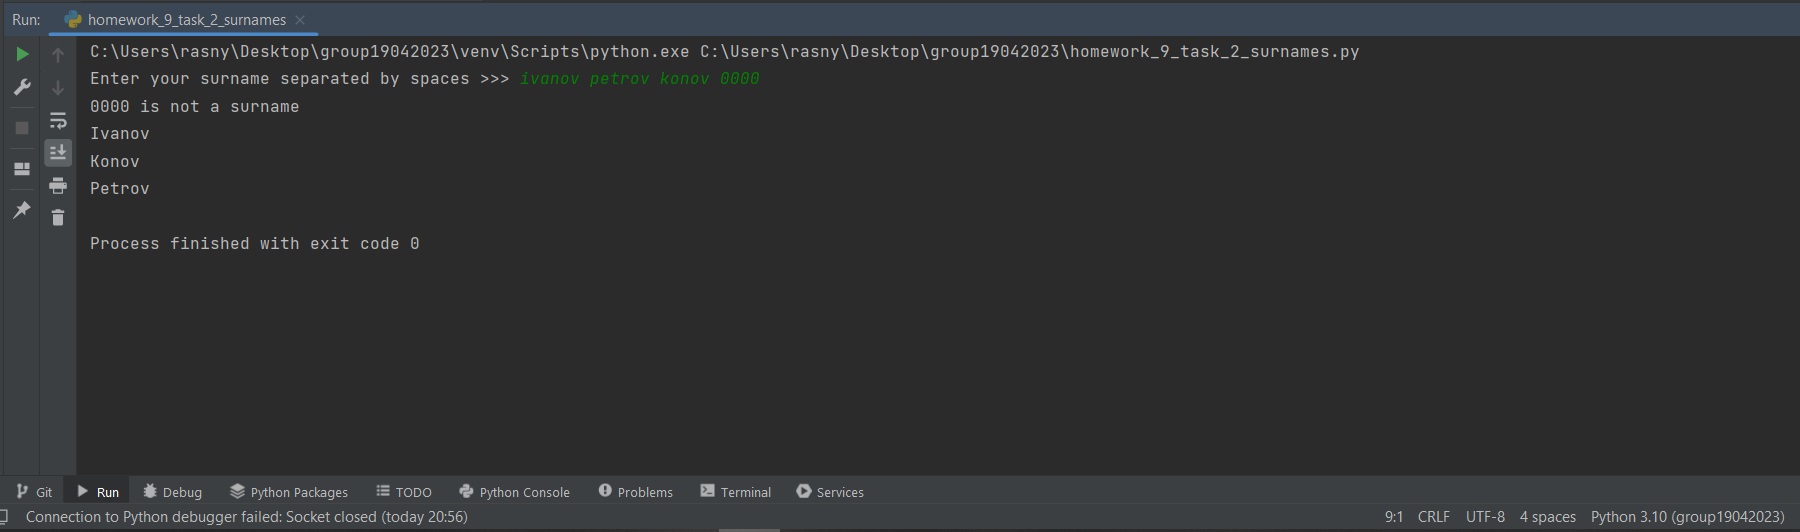 Run: homework_9_task_2_surnames
C:\Users\rasny\Desktop\group19042023\venv\Scripts\python.exe C:\Users\rasny\Desktop\group19042023\homework_9_task_2_surnames.py
Enter your surname separated by spaces >>> ivanov petrov konov 0000
0000 is not a surname
Ivanov
Konov
Petrov
Process finished with exit code 0
Git Run Debug Python Packages TODO Python Console Problems Terminal Services
Connection to Python debugger failed: Socket closed (today 20:56) 9:1 CRLF UTF-8 4 spaces Python 3.10 (group19042023)